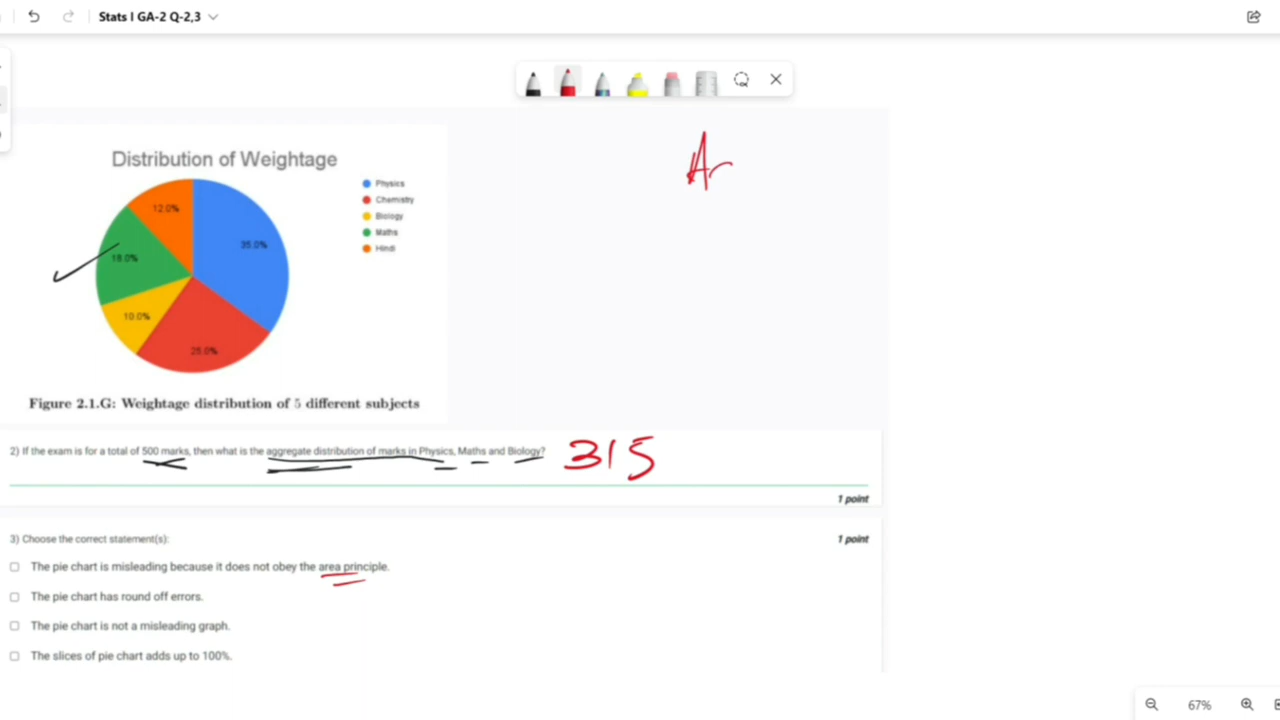 Stats I GA-2 Q-2,3
Ar
Distribution of Weightage
Physics
Chemistry
Biology
Maths
Hindi
12.0%
35.0%
18.0%
10.0%
25.0%
Figure 2.1.G: Weightage distribution of 5 different subjects
2) If the exam is for a total of 500 marks, then what is the aggregate distribution of marks in Physics, Maths and Biology? 315
1 point
3) Choose the correct statement(s):
1 point
The pie chart is misleading because it does not obey the area principle.
The pie chart has round off errors.
The pie chart is not a misleading graph.
The slices of pie chart adds up to 100%.
67%